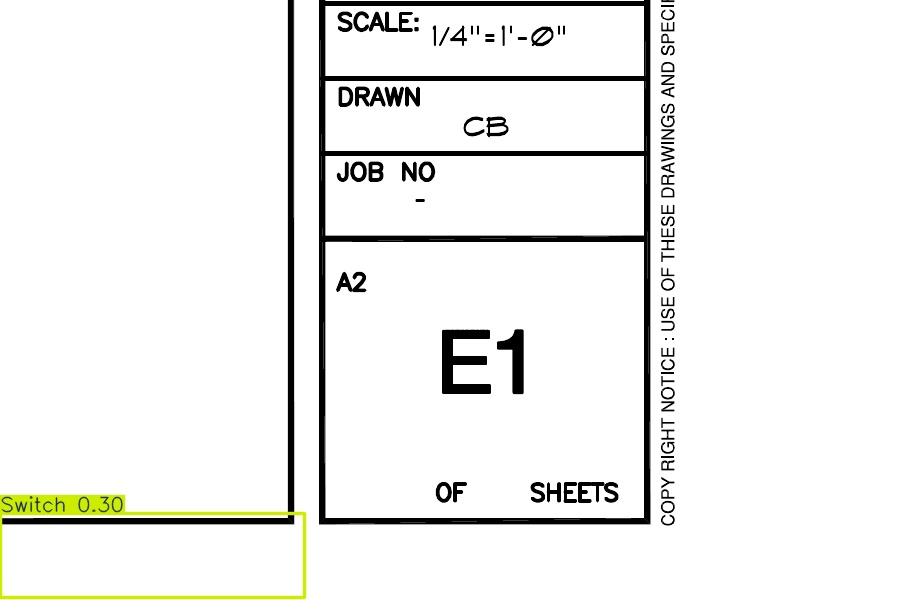 SCALE: 1/4"=1'-Ø"
DRAWN
CB
JOB NO
-
A2
E1
OF SHEETS
Switch 0.30
COPY RIGHT NOTICE : USE OF THESE DRAWINGS AND